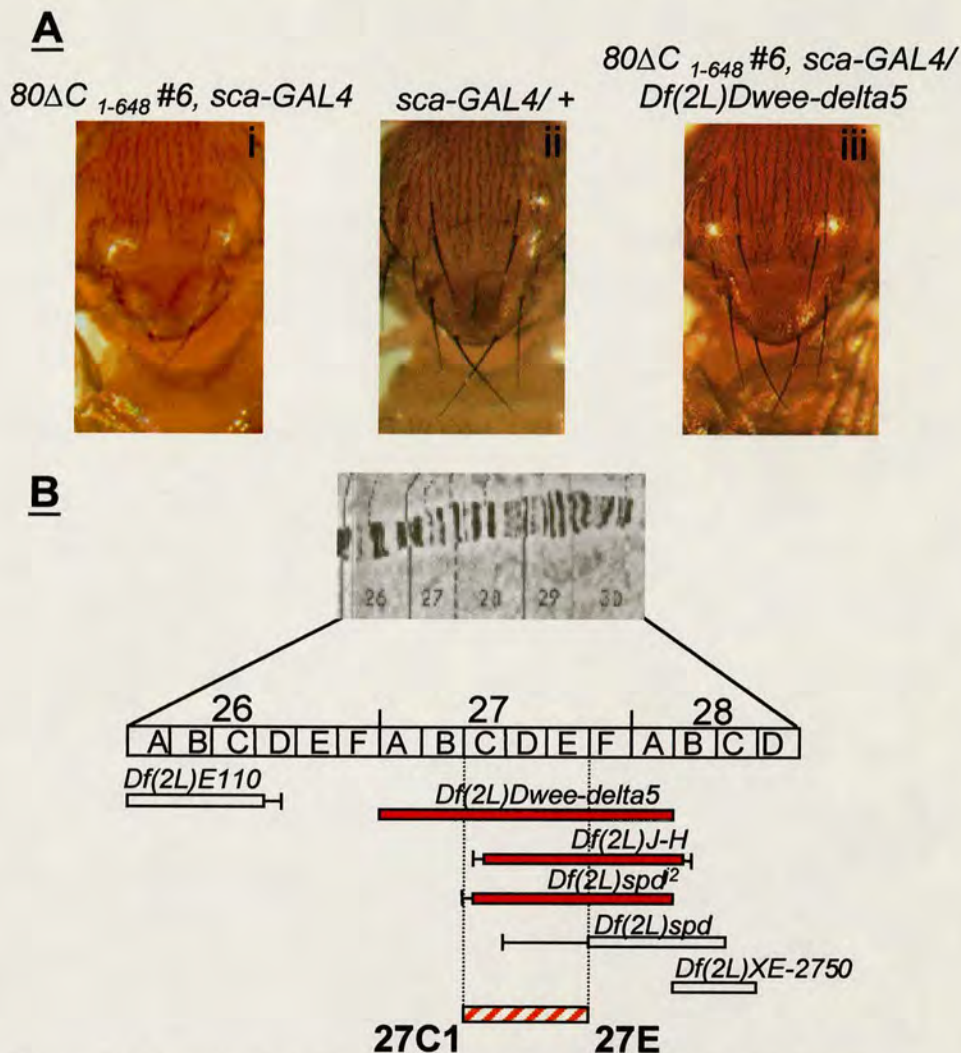 A
80ΔC 1-648 #6, sca-GAL4
sca-GAL4/ +
80ΔC 1-648 #6, sca-GAL4/
Df(2L)Dwee-delta5
i
ii
iii
B
26 27 28 29 30
26 27 28
A B C D E F A B C D E F A B C D
Df(2L)E110
Df(2L)Dwee-delta5
Df(2L)J-H
Df(2L)spdj2
Df(2L)spd
Df(2L)XE-2750
27C1 27E